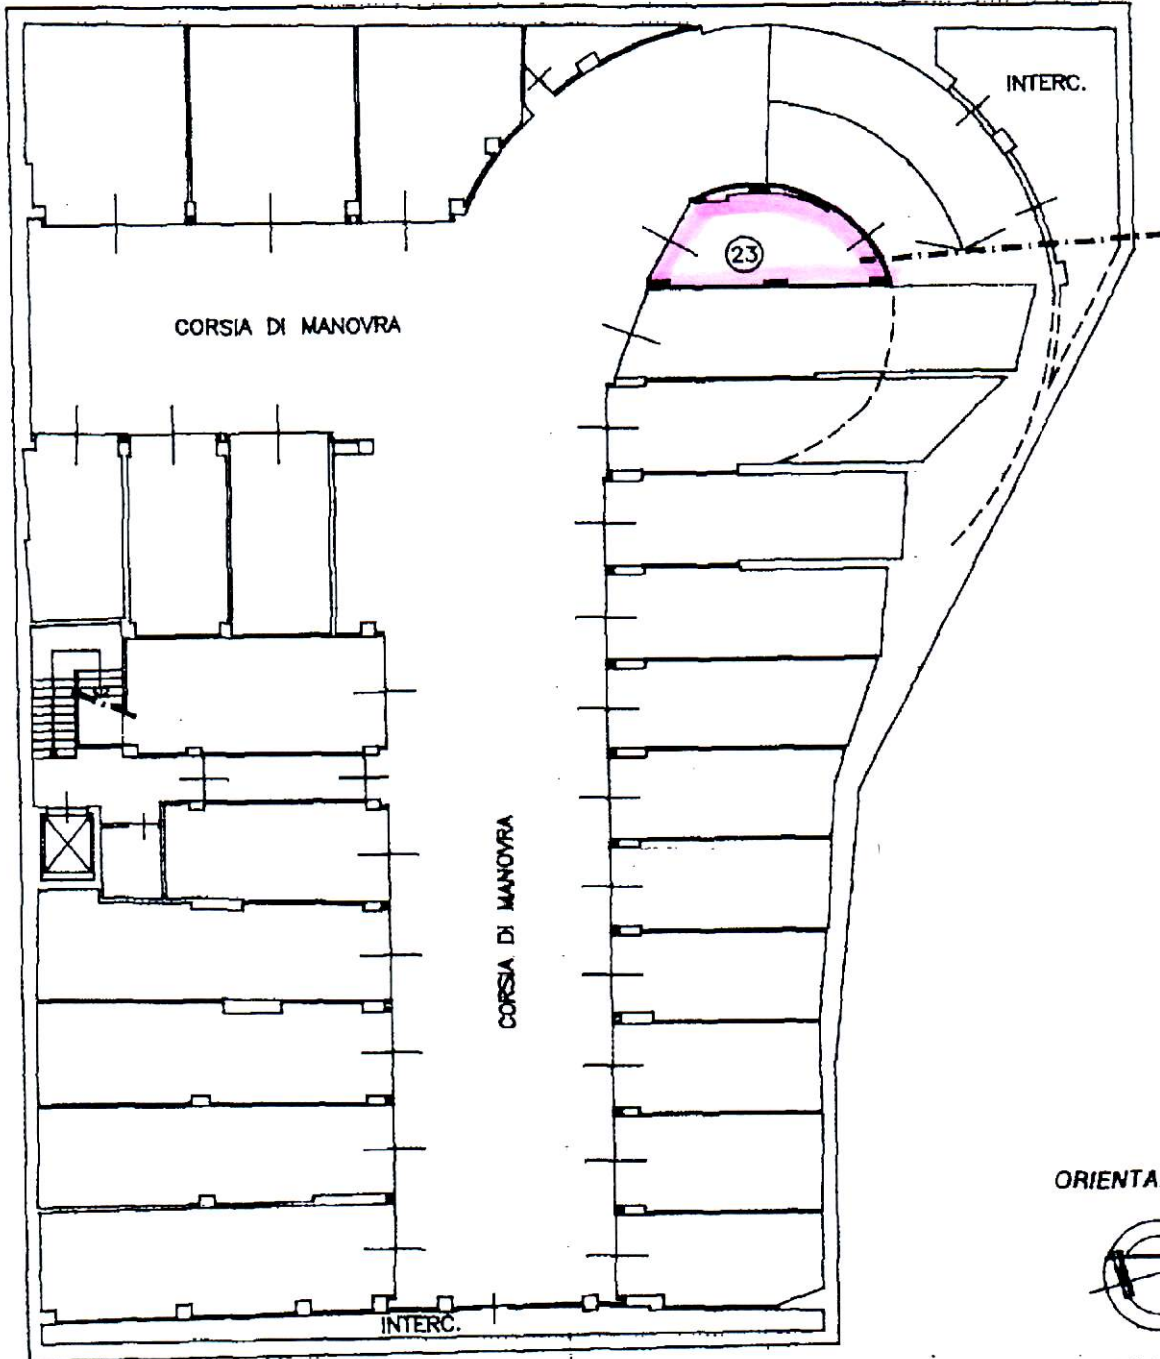 INTERC.
23
CORSIA DI MANOVRA
CORSIA DI MANOVRA
ORIENTA
INTERC.